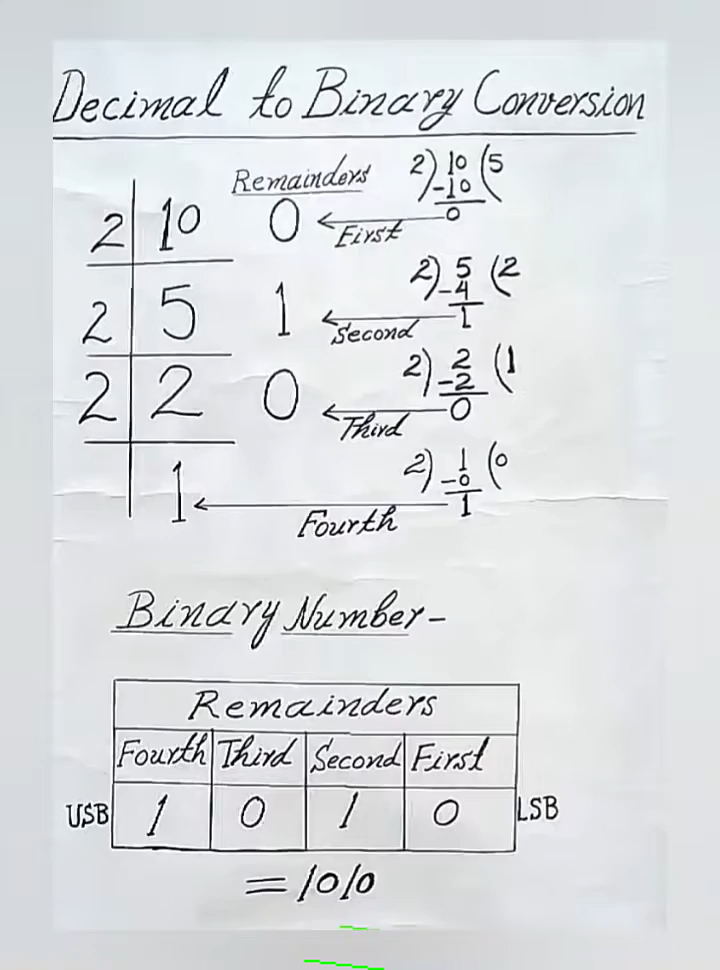 Decimal to Binary Conversion
Remainders
2 10 0 First 2) 10 (5
-10
0
2 5 1 Second 2) 5 (2
-4
1
2 2 0 Third 2) 2 (1
-2
0
1 Fourth 2) 1 (0
-0
1
Binary Number-
Remainders
Fourth Third Second First
USB 1 0 1 0 LSB
= 1010